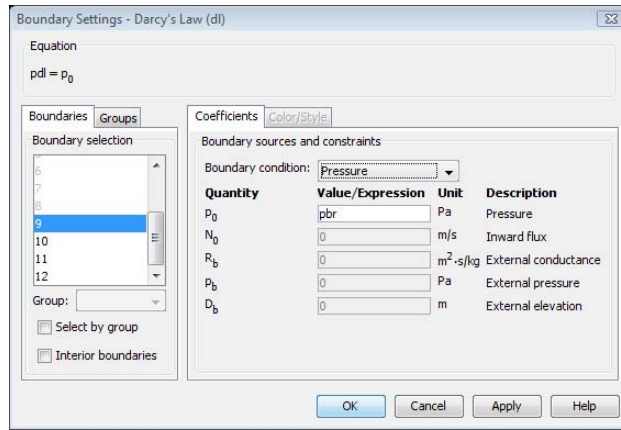 Boundary Settings - Darcy's Law (dl)
Equation
pdl = p0
Boundaries Groups
Coefficients Color/Style
Boundary selection
6
7
8
9
10
11
12
Group:
Select by group
Interior boundaries
Boundary sources and constraints
Boundary condition: Pressure
Quantity Value/Expression Unit Description
p0 pbr Pa Pressure
N0 0 m/s Inward flux
Rb 0 m²·s/kg External conductance
pb 0 Pa External pressure
Db 0 m External elevation
OK Cancel Apply Help